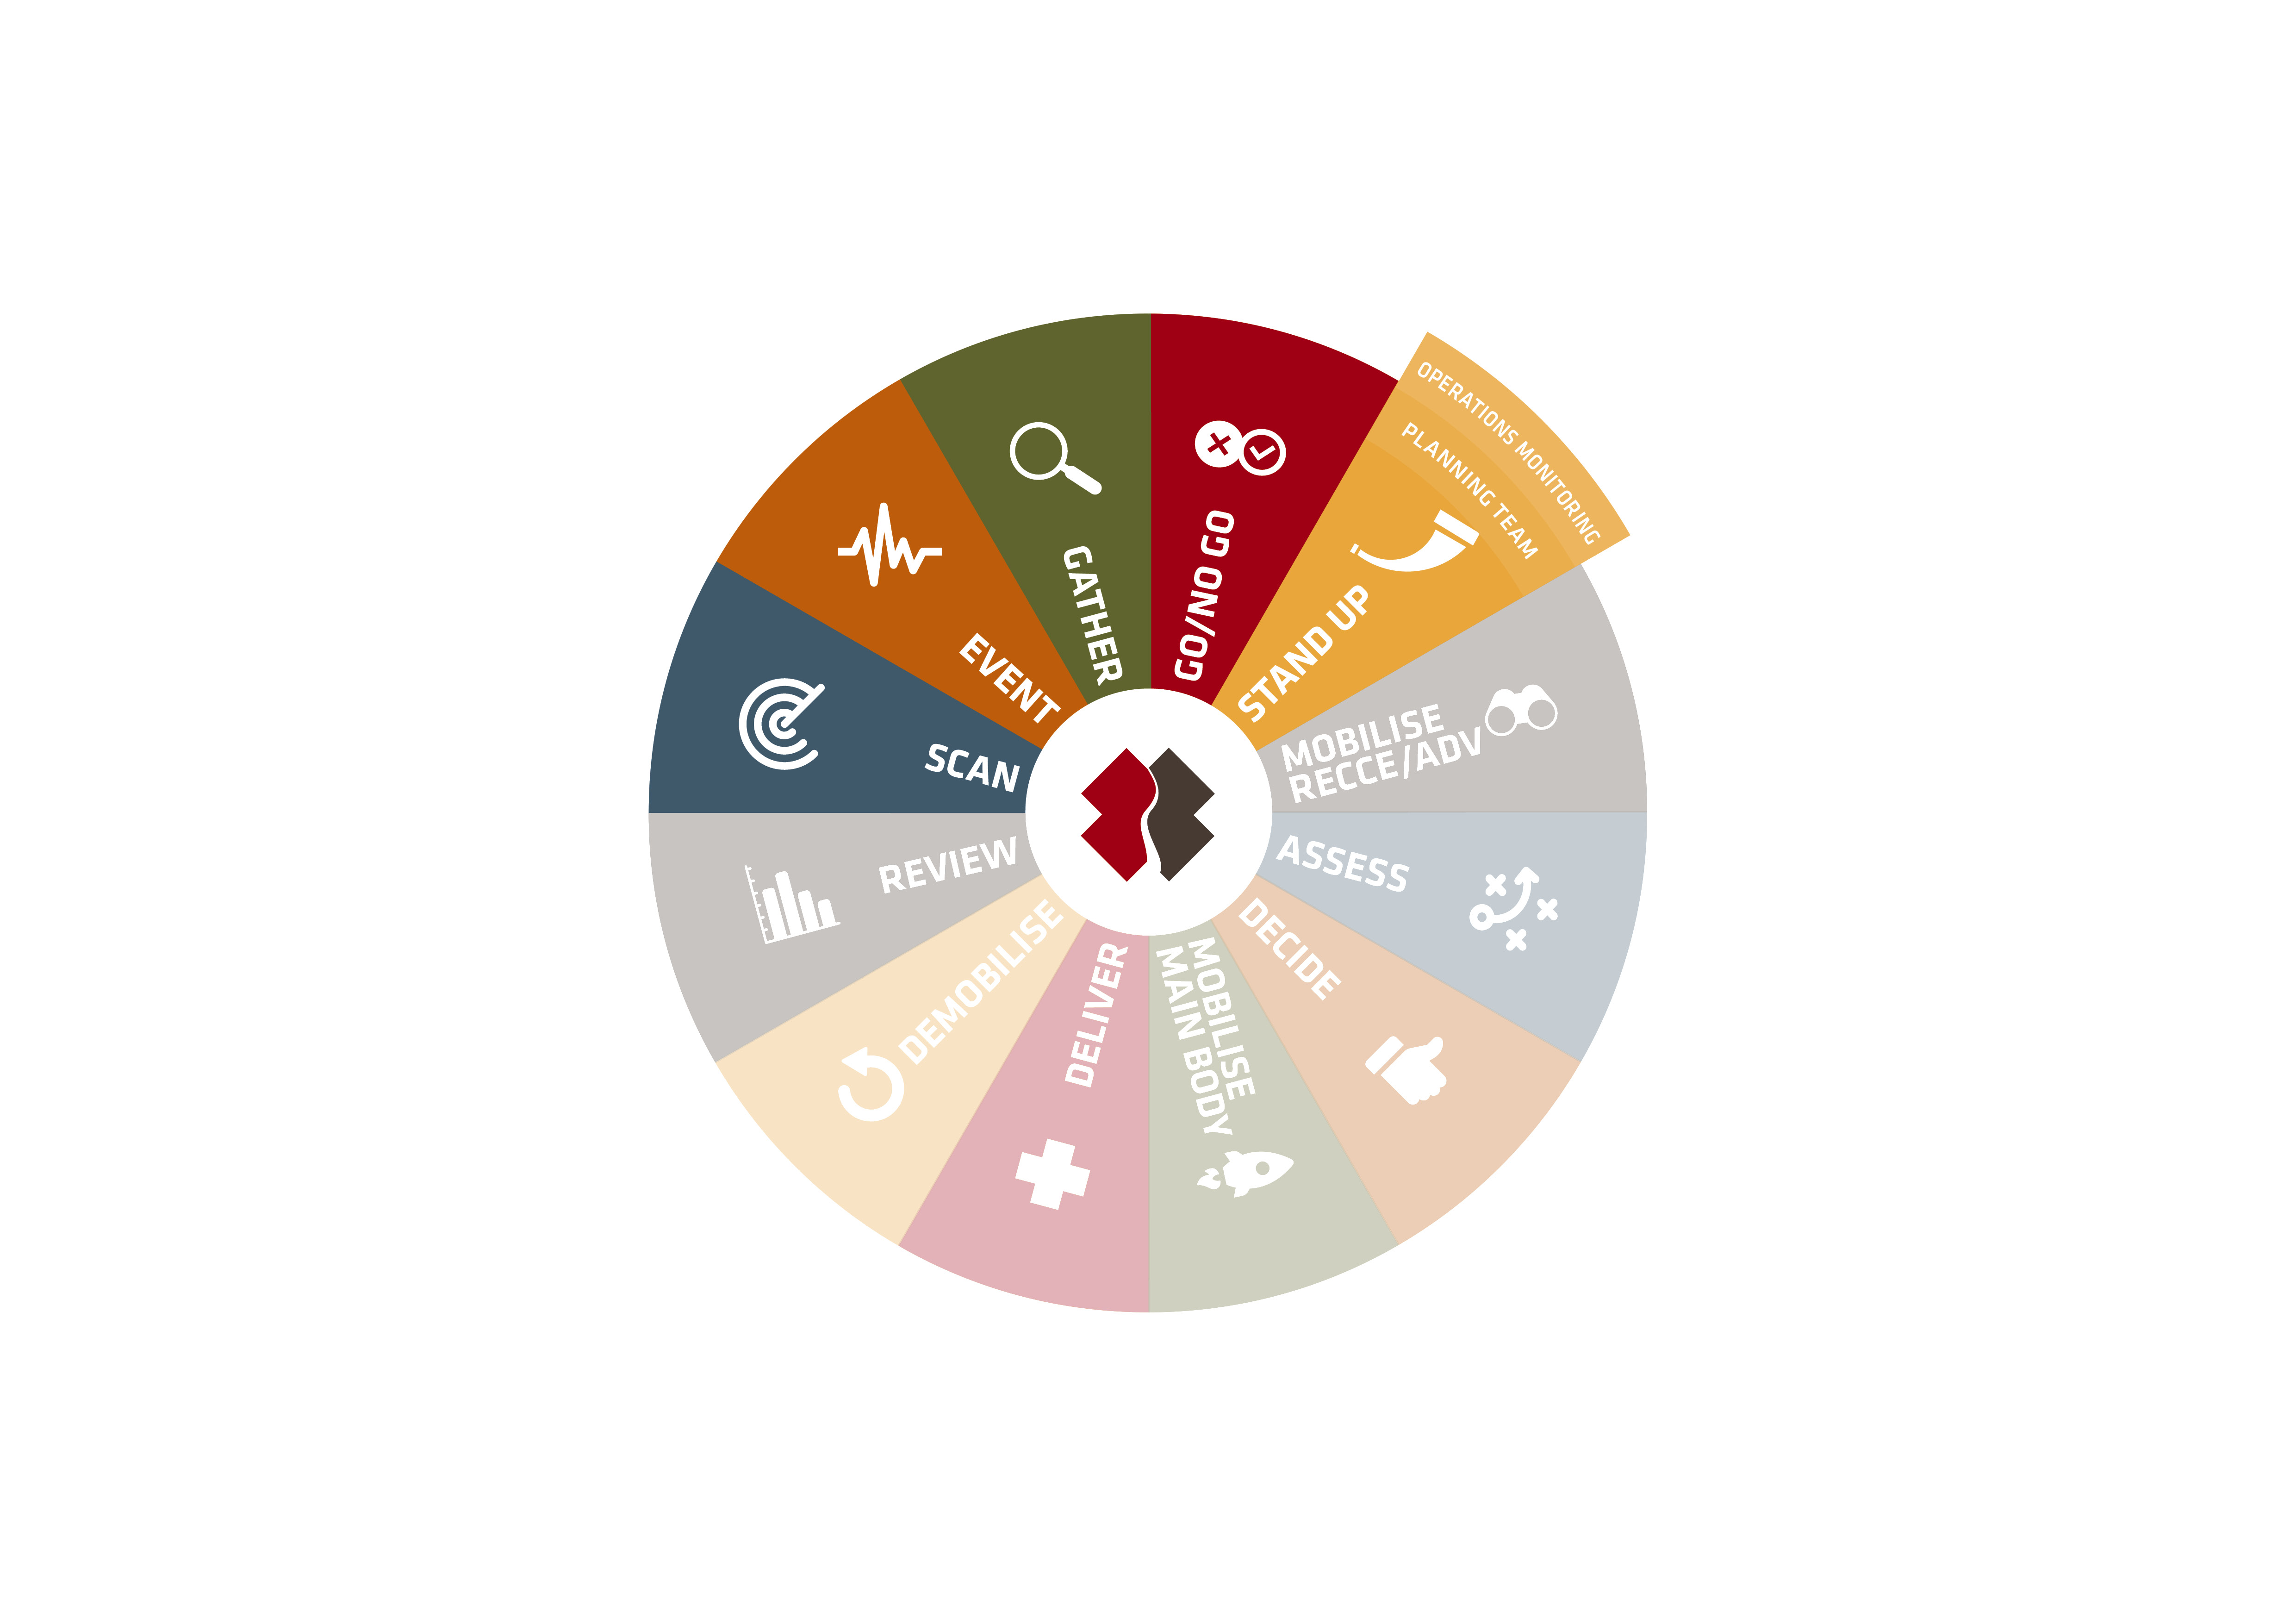 SCAN
EVENT
GATHER
GO/NO GO
STAND UP
PLANNING TEAM
OPERATIONS MONITORING
MOBILISE
RECCE/ADV
ASSESS
DECIDE
MOBILISE
MAIN BODY
DELIVER
DEMOBILISE
REVIEW